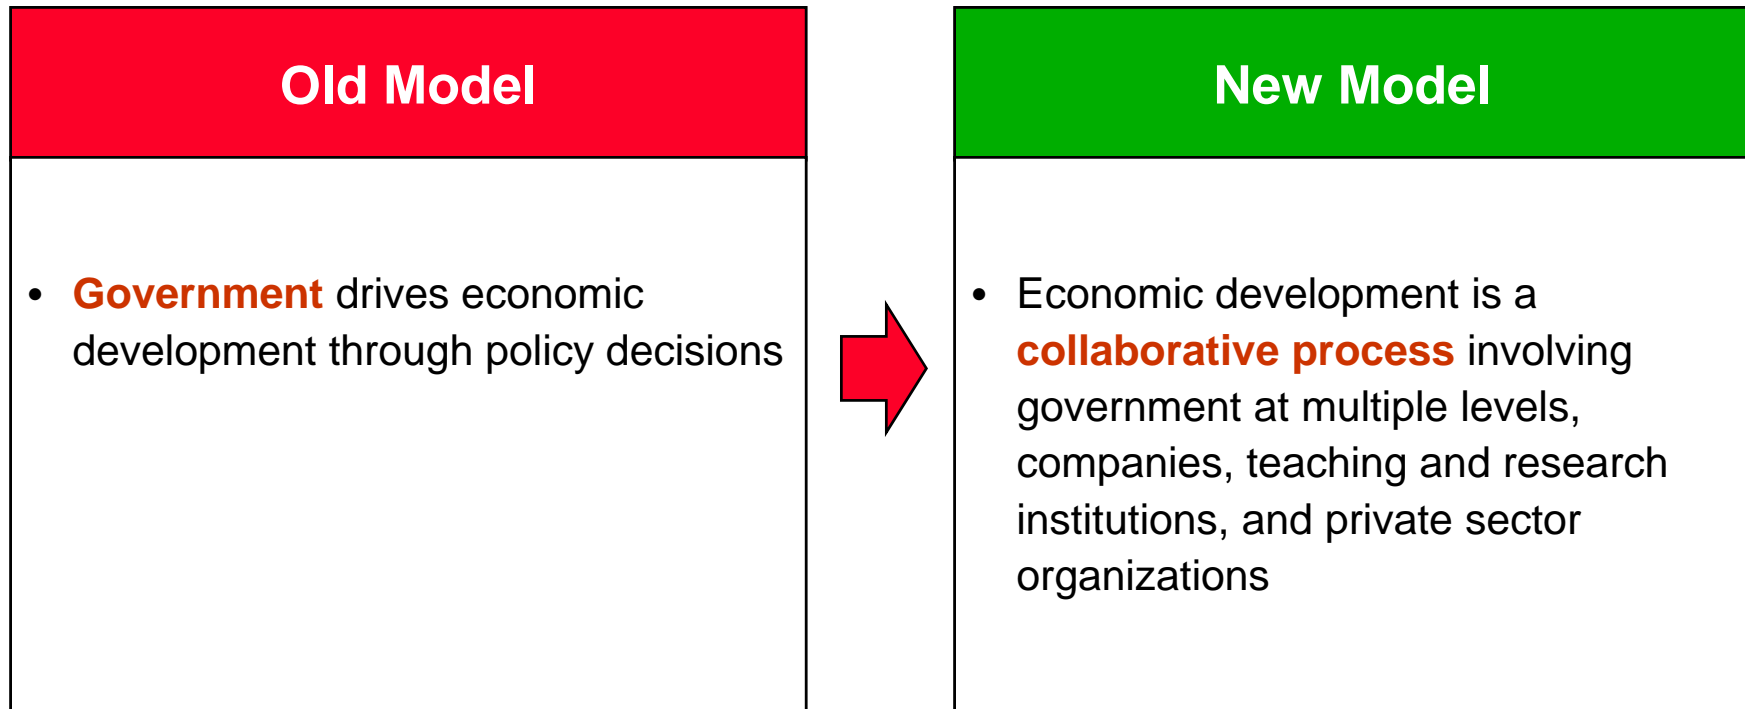 Old Model
• Government drives economic
development through policy decisions
New Model
• Economic development is a
collaborative process involving
government at multiple levels,
companies, teaching and research
institutions, and private sector
organizations